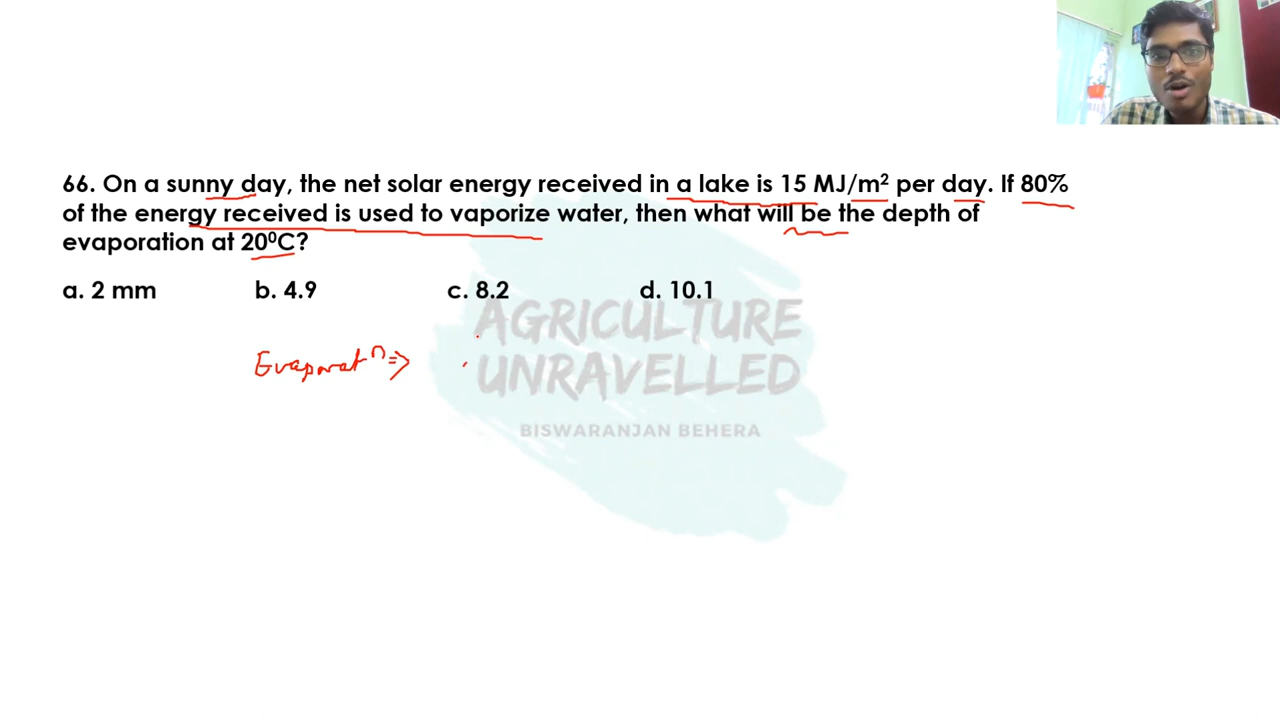 66. On a sunny day, the net solar energy received in a lake is 15 MJ/m² per day. If 80%
of the energy received is used to vaporize water, then what will be the depth of
evaporation at 20⁰C?
a. 2 mm b. 4.9 c. 8.2 d. 10.1
Evaporatⁿ ⇒
AGRICULTURE
UNRAVELLED
BISWARANJAN BEHERA